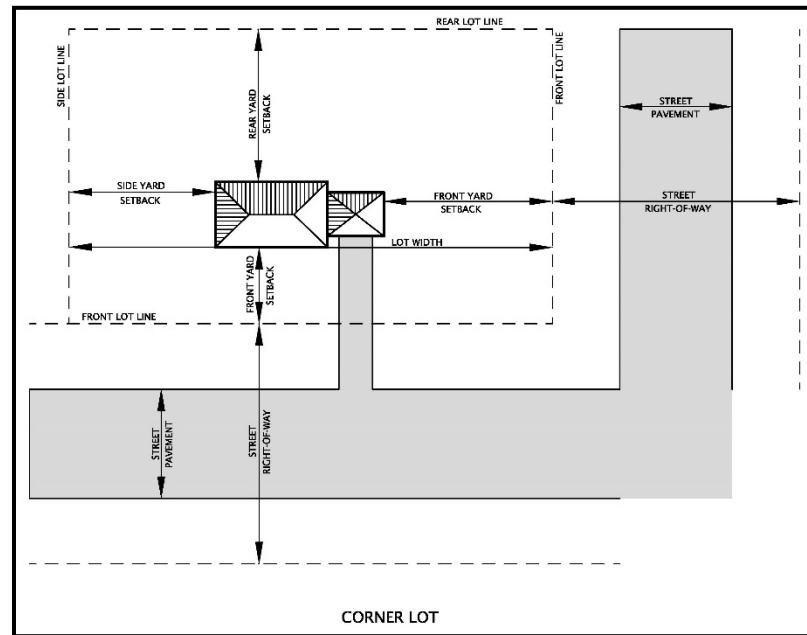 REAR LOT LINE
SIDE LOT LINE
FRONT LOT LINE
REAR YARD
SETBACK
STREET
PAVEMENT
SIDE YARD
SETBACK
FRONT YARD
SETBACK
STREET
RIGHT-OF-WAY
LOT WIDTH
FRONT YARD
SETBACK
FRONT LOT LINE
STREET
PAVEMENT
STREET
RIGHT-OF-WAY
CORNER LOT